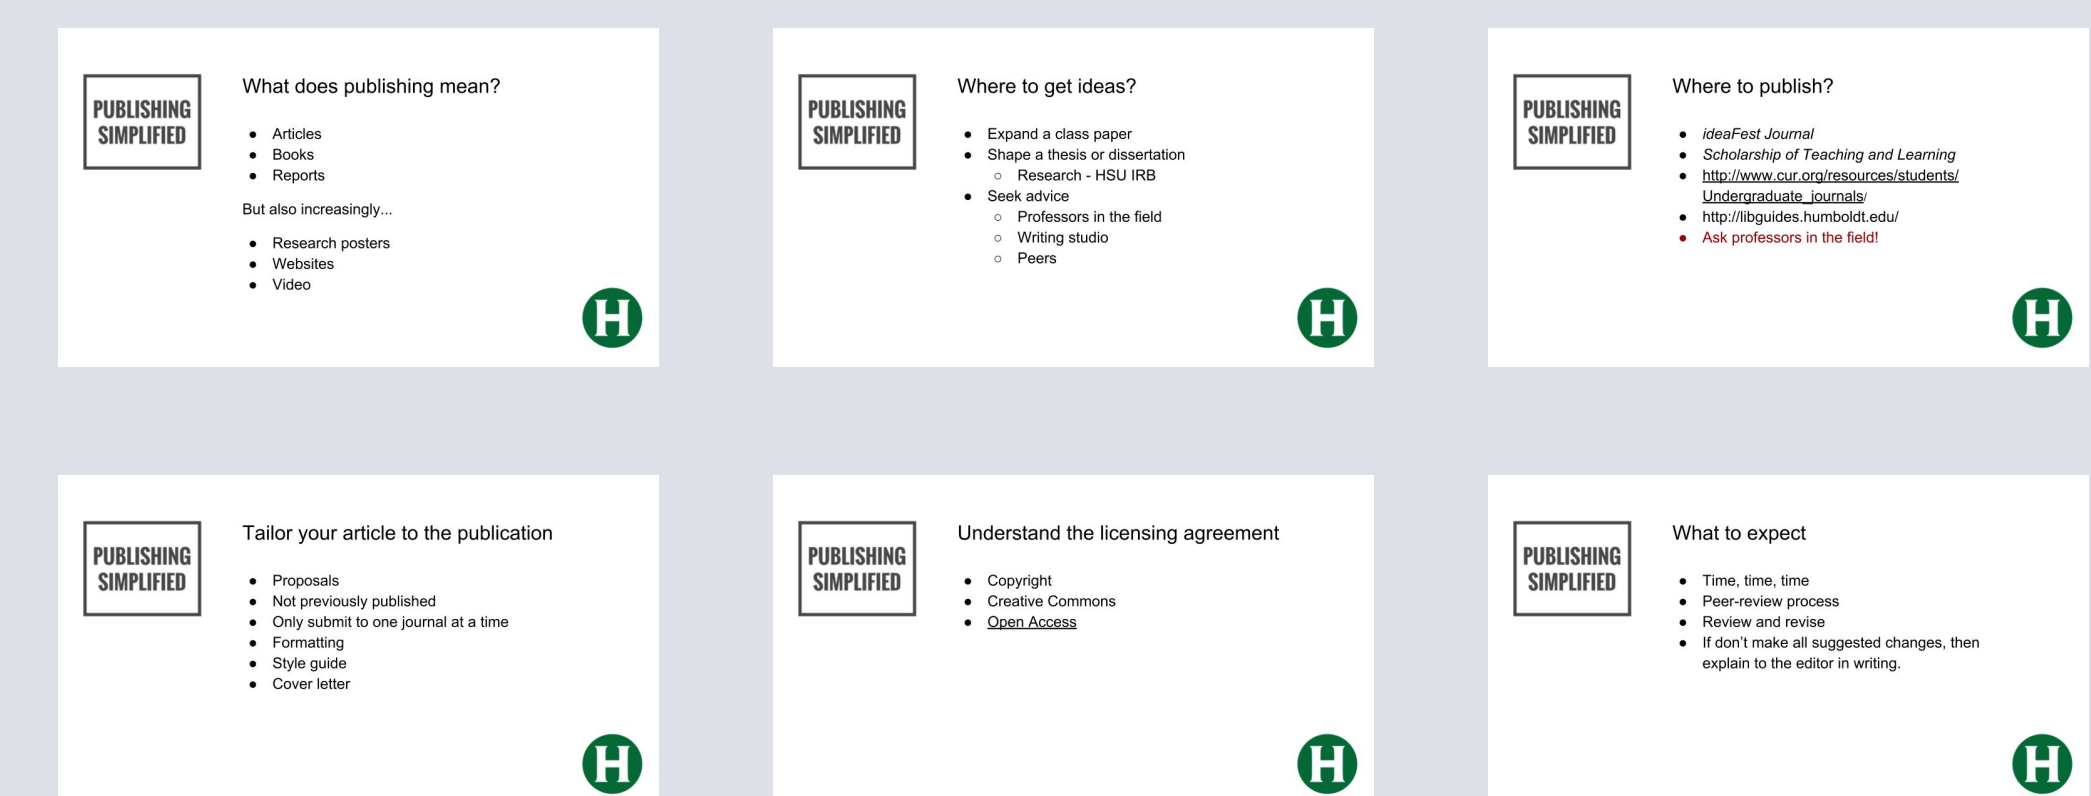 PUBLISHING
SIMPLIFIED
What does publishing mean?
● Articles
● Books
● Reports
But also increasingly...
● Research posters
● Websites
● Video
H
PUBLISHING
SIMPLIFIED
Where to get ideas?
● Expand a class paper
● Shape a thesis or dissertation
○ Research - HSU IRB
● Seek advice
○ Professors in the field
○ Writing studio
○ Peers
H
PUBLISHING
SIMPLIFIED
Where to publish?
● ideaFest Journal
● Scholarship of Teaching and Learning
● http://www.cur.org/resources/students/
Undergraduate_journals/
● http://libguides.humboldt.edu/
● Ask professors in the field!
H
PUBLISHING
SIMPLIFIED
Tailor your article to the publication
● Proposals
● Not previously published
● Only submit to one journal at a time
● Formatting
● Style guide
● Cover letter
H
PUBLISHING
SIMPLIFIED
Understand the licensing agreement
● Copyright
● Creative Commons
● Open Access
H
PUBLISHING
SIMPLIFIED
What to expect
● Time, time, time
● Peer-review process
● Review and revise
● If don’t make all suggested changes, then
explain to the editor in writing.
H